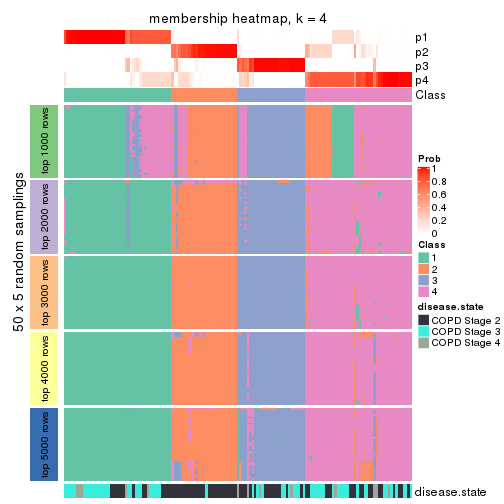 membership heatmap, k = 4
p1
p2
p3
p4
Class
50 x 5 random samplings
top 1000 rows
top 2000 rows
top 3000 rows
top 4000 rows
top 5000 rows
disease.state
Prob
1
0.8
0.6
0.4
0.2
0
Class
1
2
3
4
disease.state
COPD Stage 2
COPD Stage 3
COPD Stage 4